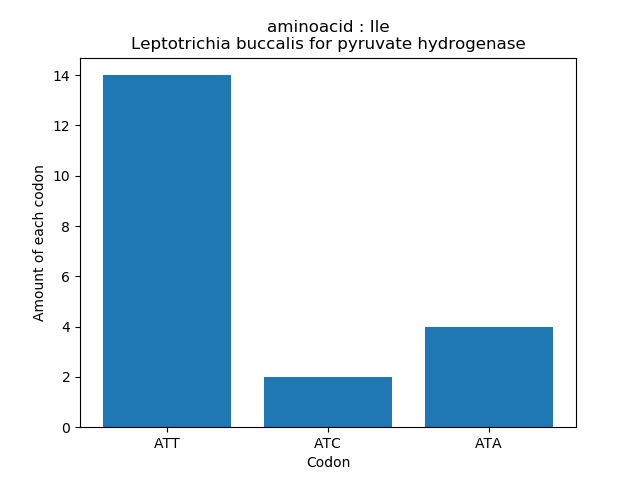 aminoacid : Ile
Leptotrichia buccalis for pyruvate hydrogenase
Amount of each codon
14
12
10
8
6
4
2
0
ATT ATC ATA
Codon